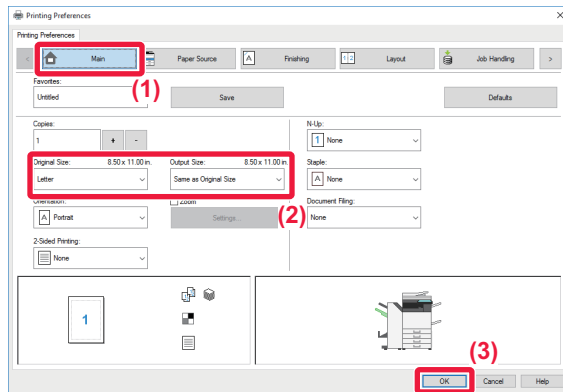 Printing Preferences
Printing Preferences
< Main Paper Source A Finishing 1 2 Layout Job Handling >
(1)
Favorites:
Untitled Save Defaults
Copies: N-Up:
1 + - 1 None
Original Size: 8.50 x 11.00 in. Output Size: 8.50 x 11.00 in. Staple:
Letter Same as Original Size A None
Orientation: Zoom Document Filing:
A Portrait Settings... (2) None
2-Sided Printing:
None
1
(3)
OK Cancel Help